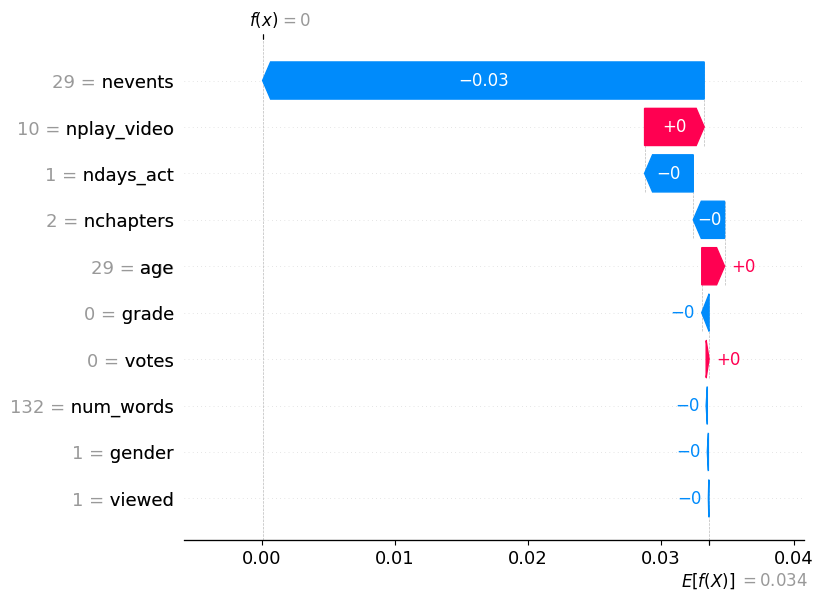 f(x) = 0
29 = nevents −0.03
10 = nplay_video +0
1 = ndays_act −0
2 = nchapters −0
29 = age +0
0 = grade −0
0 = votes +0
132 = num_words −0
1 = gender −0
1 = viewed −0
0.00 0.01 0.02 0.03 0.04
E[f(X)] = 0.034